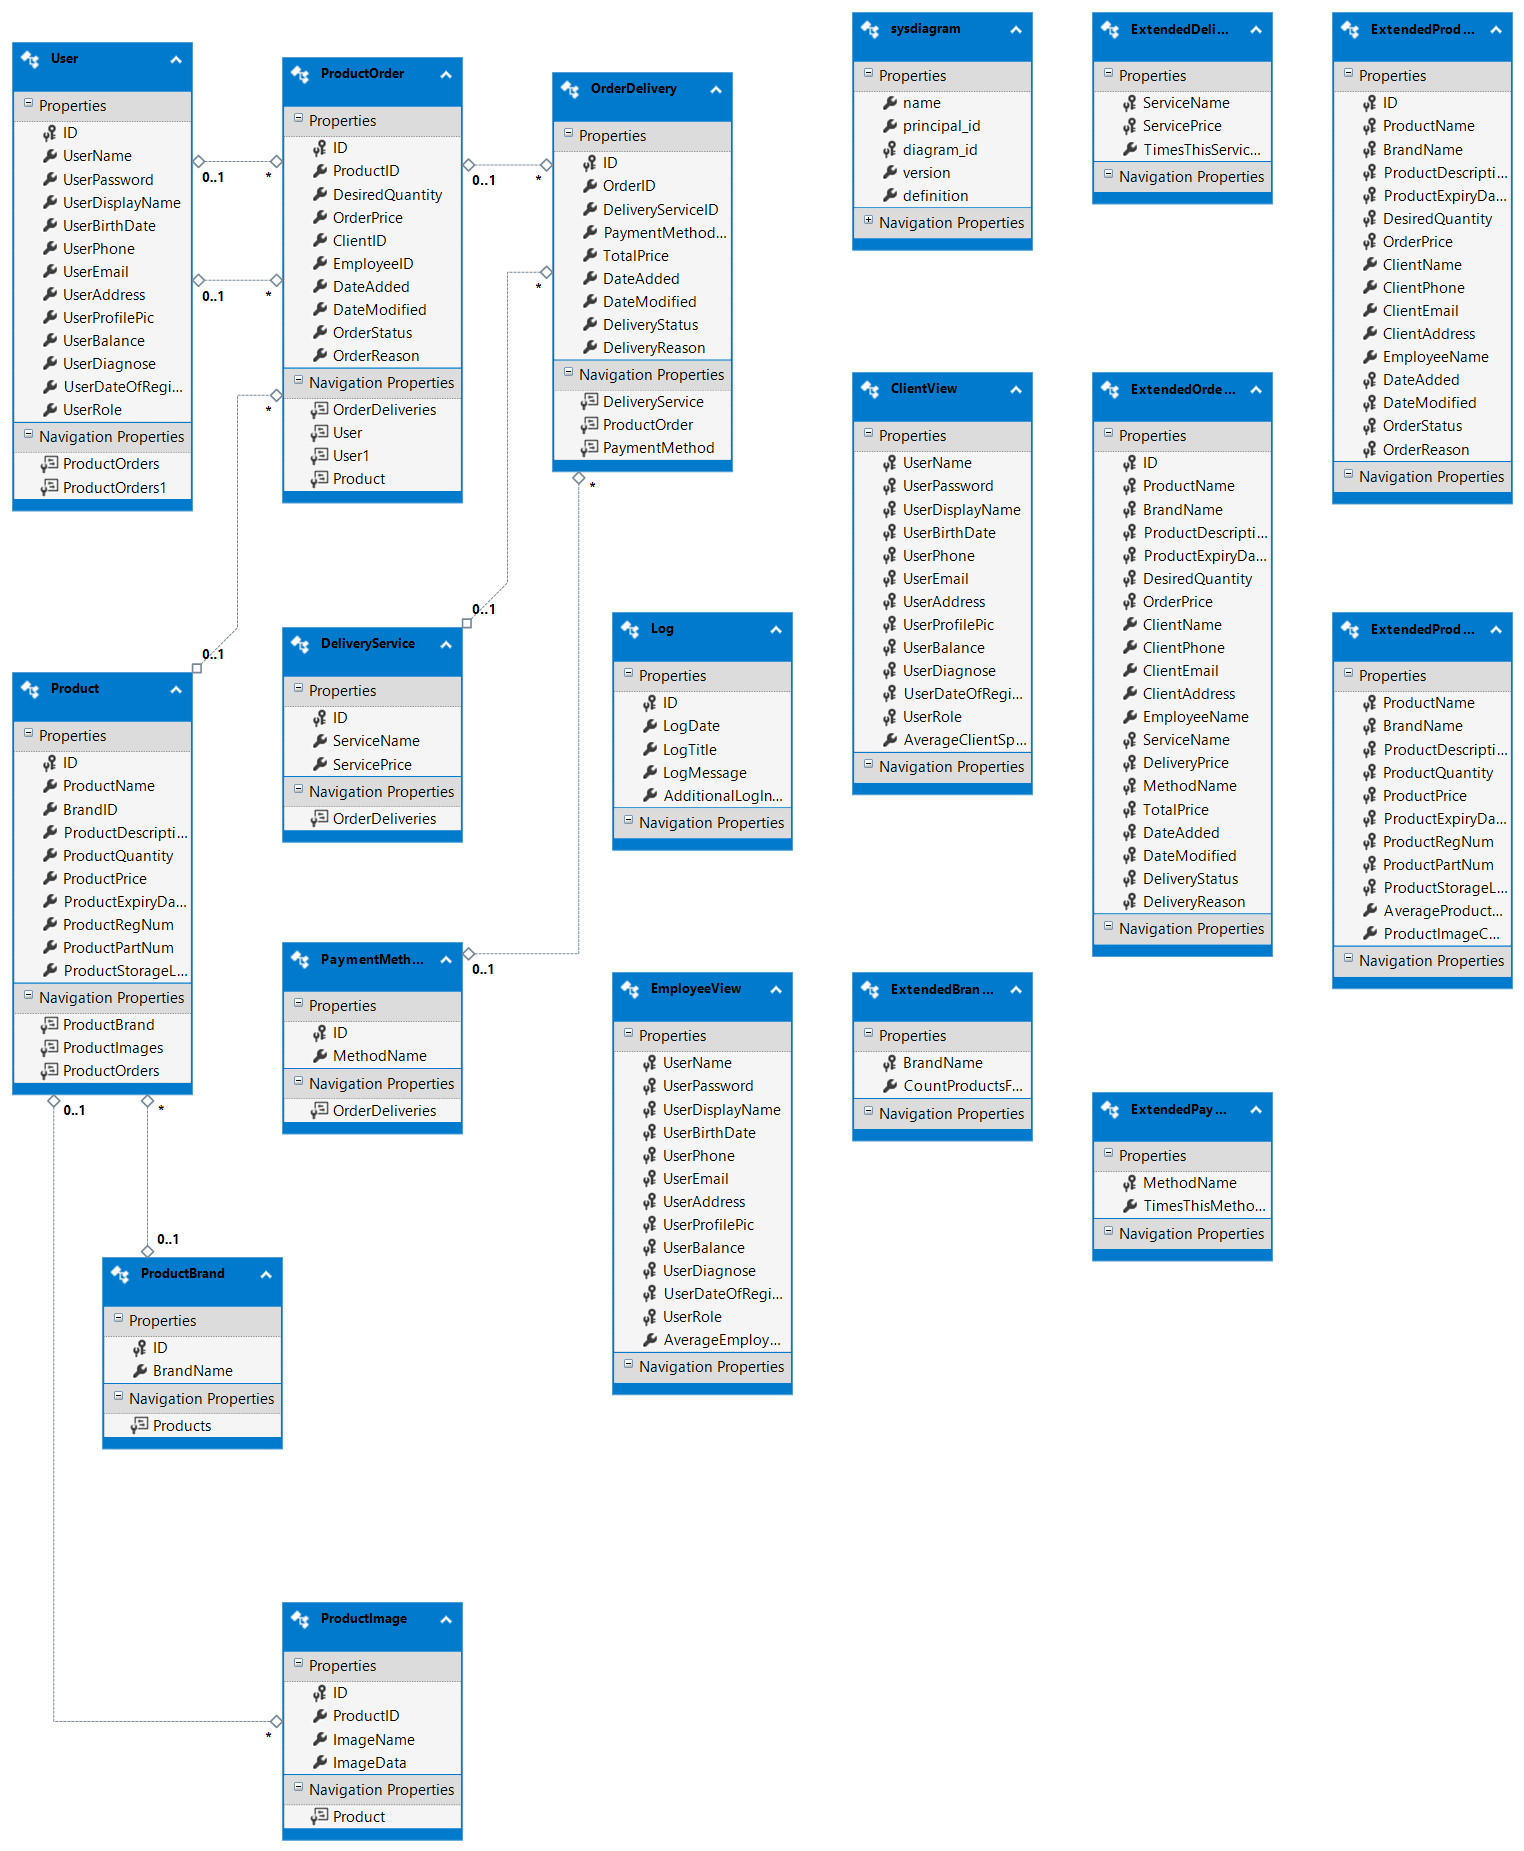 User
Properties
ID
UserName
UserPassword
UserDisplayName
UserBirthDate
UserPhone
UserEmail
UserAddress
UserProfilePic
UserBalance
UserDiagnose
UserDateOfRegi...
UserRole
Navigation Properties
ProductOrders
ProductOrders1
0..1
*
0..1
*
ProductOrder
Properties
ID
ProductID
DesiredQuantity
OrderPrice
ClientID
EmployeeID
DateAdded
DateModified
OrderStatus
OrderReason
Navigation Properties
OrderDeliveries
User
User1
Product
*
0..1
0..1
*
OrderDelivery
Properties
ID
OrderID
DeliveryServiceID
PaymentMethod...
TotalPrice
DateAdded
DateModified
DeliveryStatus
DeliveryReason
Navigation Properties
DeliveryService
ProductOrder
PaymentMethod
*
0..1
*
0..1
Product
Properties
ID
ProductName
BrandID
ProductDescripti...
ProductQuantity
ProductPrice
ProductExpiryDa...
ProductRegNum
ProductPartNum
ProductStorageL...
Navigation Properties
ProductBrand
ProductImages
ProductOrders
0..1
*
0..1
*
DeliveryService
Properties
ID
ServiceName
ServicePrice
Navigation Properties
OrderDeliveries
PaymentMeth...
Properties
ID
MethodName
Navigation Properties
OrderDeliveries
ProductBrand
Properties
ID
BrandName
Navigation Properties
Products
ProductImage
Properties
ID
ProductID
ImageName
ImageData
Navigation Properties
Product
Log
Properties
ID
LogDate
LogTitle
LogMessage
AdditionalLogIn...
Navigation Properties
EmployeeView
Properties
UserName
UserPassword
UserDisplayName
UserBirthDate
UserPhone
UserEmail
UserAddress
UserProfilePic
UserBalance
UserDiagnose
UserDateOfRegi...
UserRole
AverageEmploy...
Navigation Properties
sysdiagram
Properties
name
principal_id
diagram_id
version
definition
Navigation Properties
ClientView
Properties
UserName
UserPassword
UserDisplayName
UserBirthDate
UserPhone
UserEmail
UserAddress
UserProfilePic
UserBalance
UserDiagnose
UserDateOfRegi...
UserRole
AverageClientSp...
Navigation Properties
ExtendedBran...
Properties
BrandName
CountProductsF...
Navigation Properties
ExtendedDeli...
Properties
ServiceName
ServicePrice
TimesThisServic...
Navigation Properties
ExtendedOrde...
Properties
ID
ProductName
BrandName
ProductDescripti...
ProductExpiryDa...
DesiredQuantity
OrderPrice
ClientName
ClientPhone
ClientEmail
ClientAddress
EmployeeName
ServiceName
DeliveryPrice
MethodName
TotalPrice
DateAdded
DateModified
DeliveryStatus
DeliveryReason
Navigation Properties
ExtendedPay...
Properties
MethodName
TimesThisMetho...
Navigation Properties
ExtendedProd...
Properties
ID
ProductName
BrandName
ProductDescripti...
ProductExpiryDa...
DesiredQuantity
OrderPrice
ClientName
ClientPhone
ClientEmail
ClientAddress
EmployeeName
DateAdded
DateModified
OrderStatus
OrderReason
Navigation Properties
ExtendedProd...
Properties
ProductName
BrandName
ProductDescripti...
ProductQuantity
ProductPrice
ProductExpiryDa...
ProductRegNum
ProductPartNum
ProductStorageL...
AverageProduct...
ProductImageC...
Navigation Properties